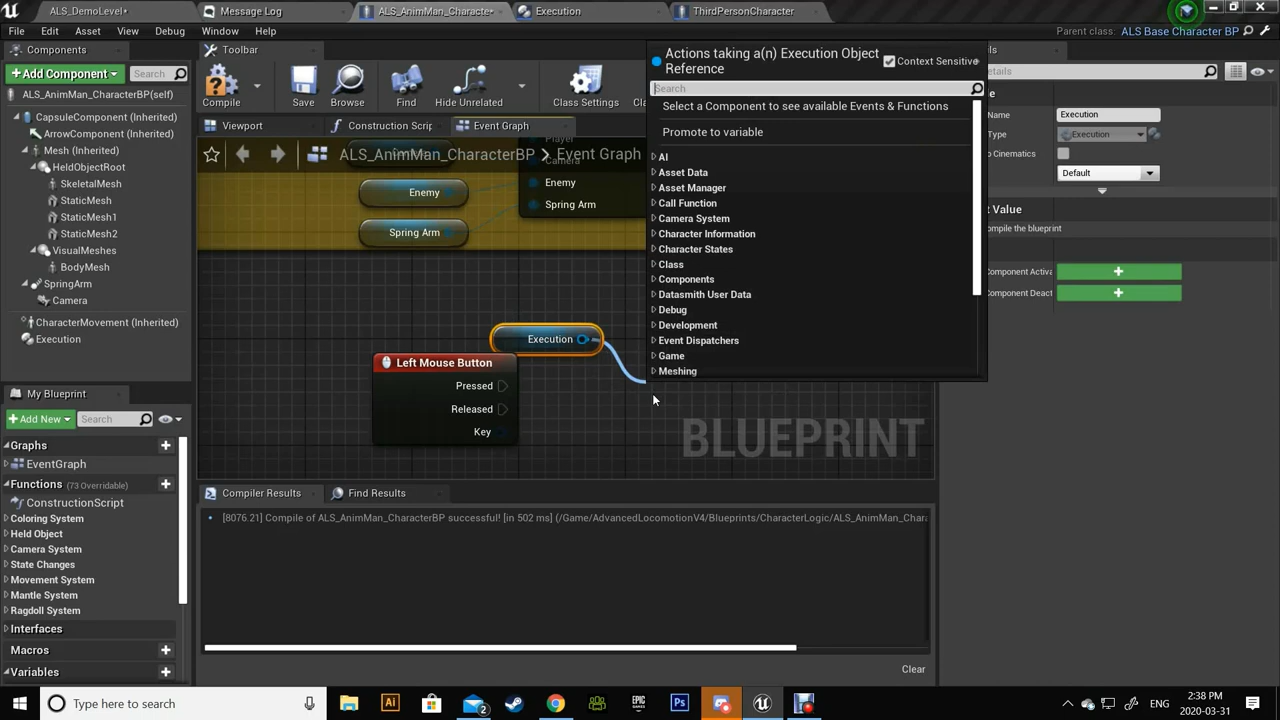 ALS_DemoLevel•
Message Log
ALS_AnimMan_Characte•
Execution
ThirdPersonCharacter
File
Edit
Asset
View
Debug
Window
Help
Parent class:
ALS Base Character BP
Components
Toolbar
Details
+ Add Component
Search
Compile
Save
Browse
Find
Hide Unrelated
Class Settings
ALS_AnimMan_CharacterBP(self)
CapsuleComponent (Inherited)
ArrowComponent (Inherited)
Mesh (Inherited)
HeldObjectRoot
SkeletalMesh
StaticMesh
StaticMesh1
StaticMesh2
VisualMeshes
BodyMesh
SpringArm
Camera
CharacterMovement (Inherited)
Execution
Viewport
Construction Scrip
Event Graph
ALS_AnimMan_CharacterBP > Event Graph
Camera
Enemy
Enemy
Spring Arm
Spring Arm
Execution
Left Mouse Button
Pressed
Released
Key
BLUEPRINT
Actions taking a(n) Execution Object
Reference
Context Sensitive
Search
Select a Component to see available Events & Functions
Promote to variable
AI
Asset Data
Asset Manager
Call Function
Camera System
Character Information
Character States
Class
Components
Datasmith User Data
Debug
Development
Event Dispatchers
Game
Meshing
Name
Execution
Type
Execution
o Cinematics
Default
t Value
ompile the blueprint
omponent Activa
omponent Deact
My Blueprint
+ Add New
Search
Graphs
EventGraph
Functions (73 Overridable)
ConstructionScript
Coloring System
Held Object
Camera System
State Changes
Movement System
Mantle System
Ragdoll System
Interfaces
Macros
Variables
Compiler Results
Find Results
[8076.21] Compile of ALS_AnimMan_CharacterBP successful! [in 502 ms] (/Game/AdvancedLocomotionV4/Blueprints/CharacterLogic/ALS_AnimMan_Chara
Clear
Type here to search
ENG
2:38 PM
2020-03-31